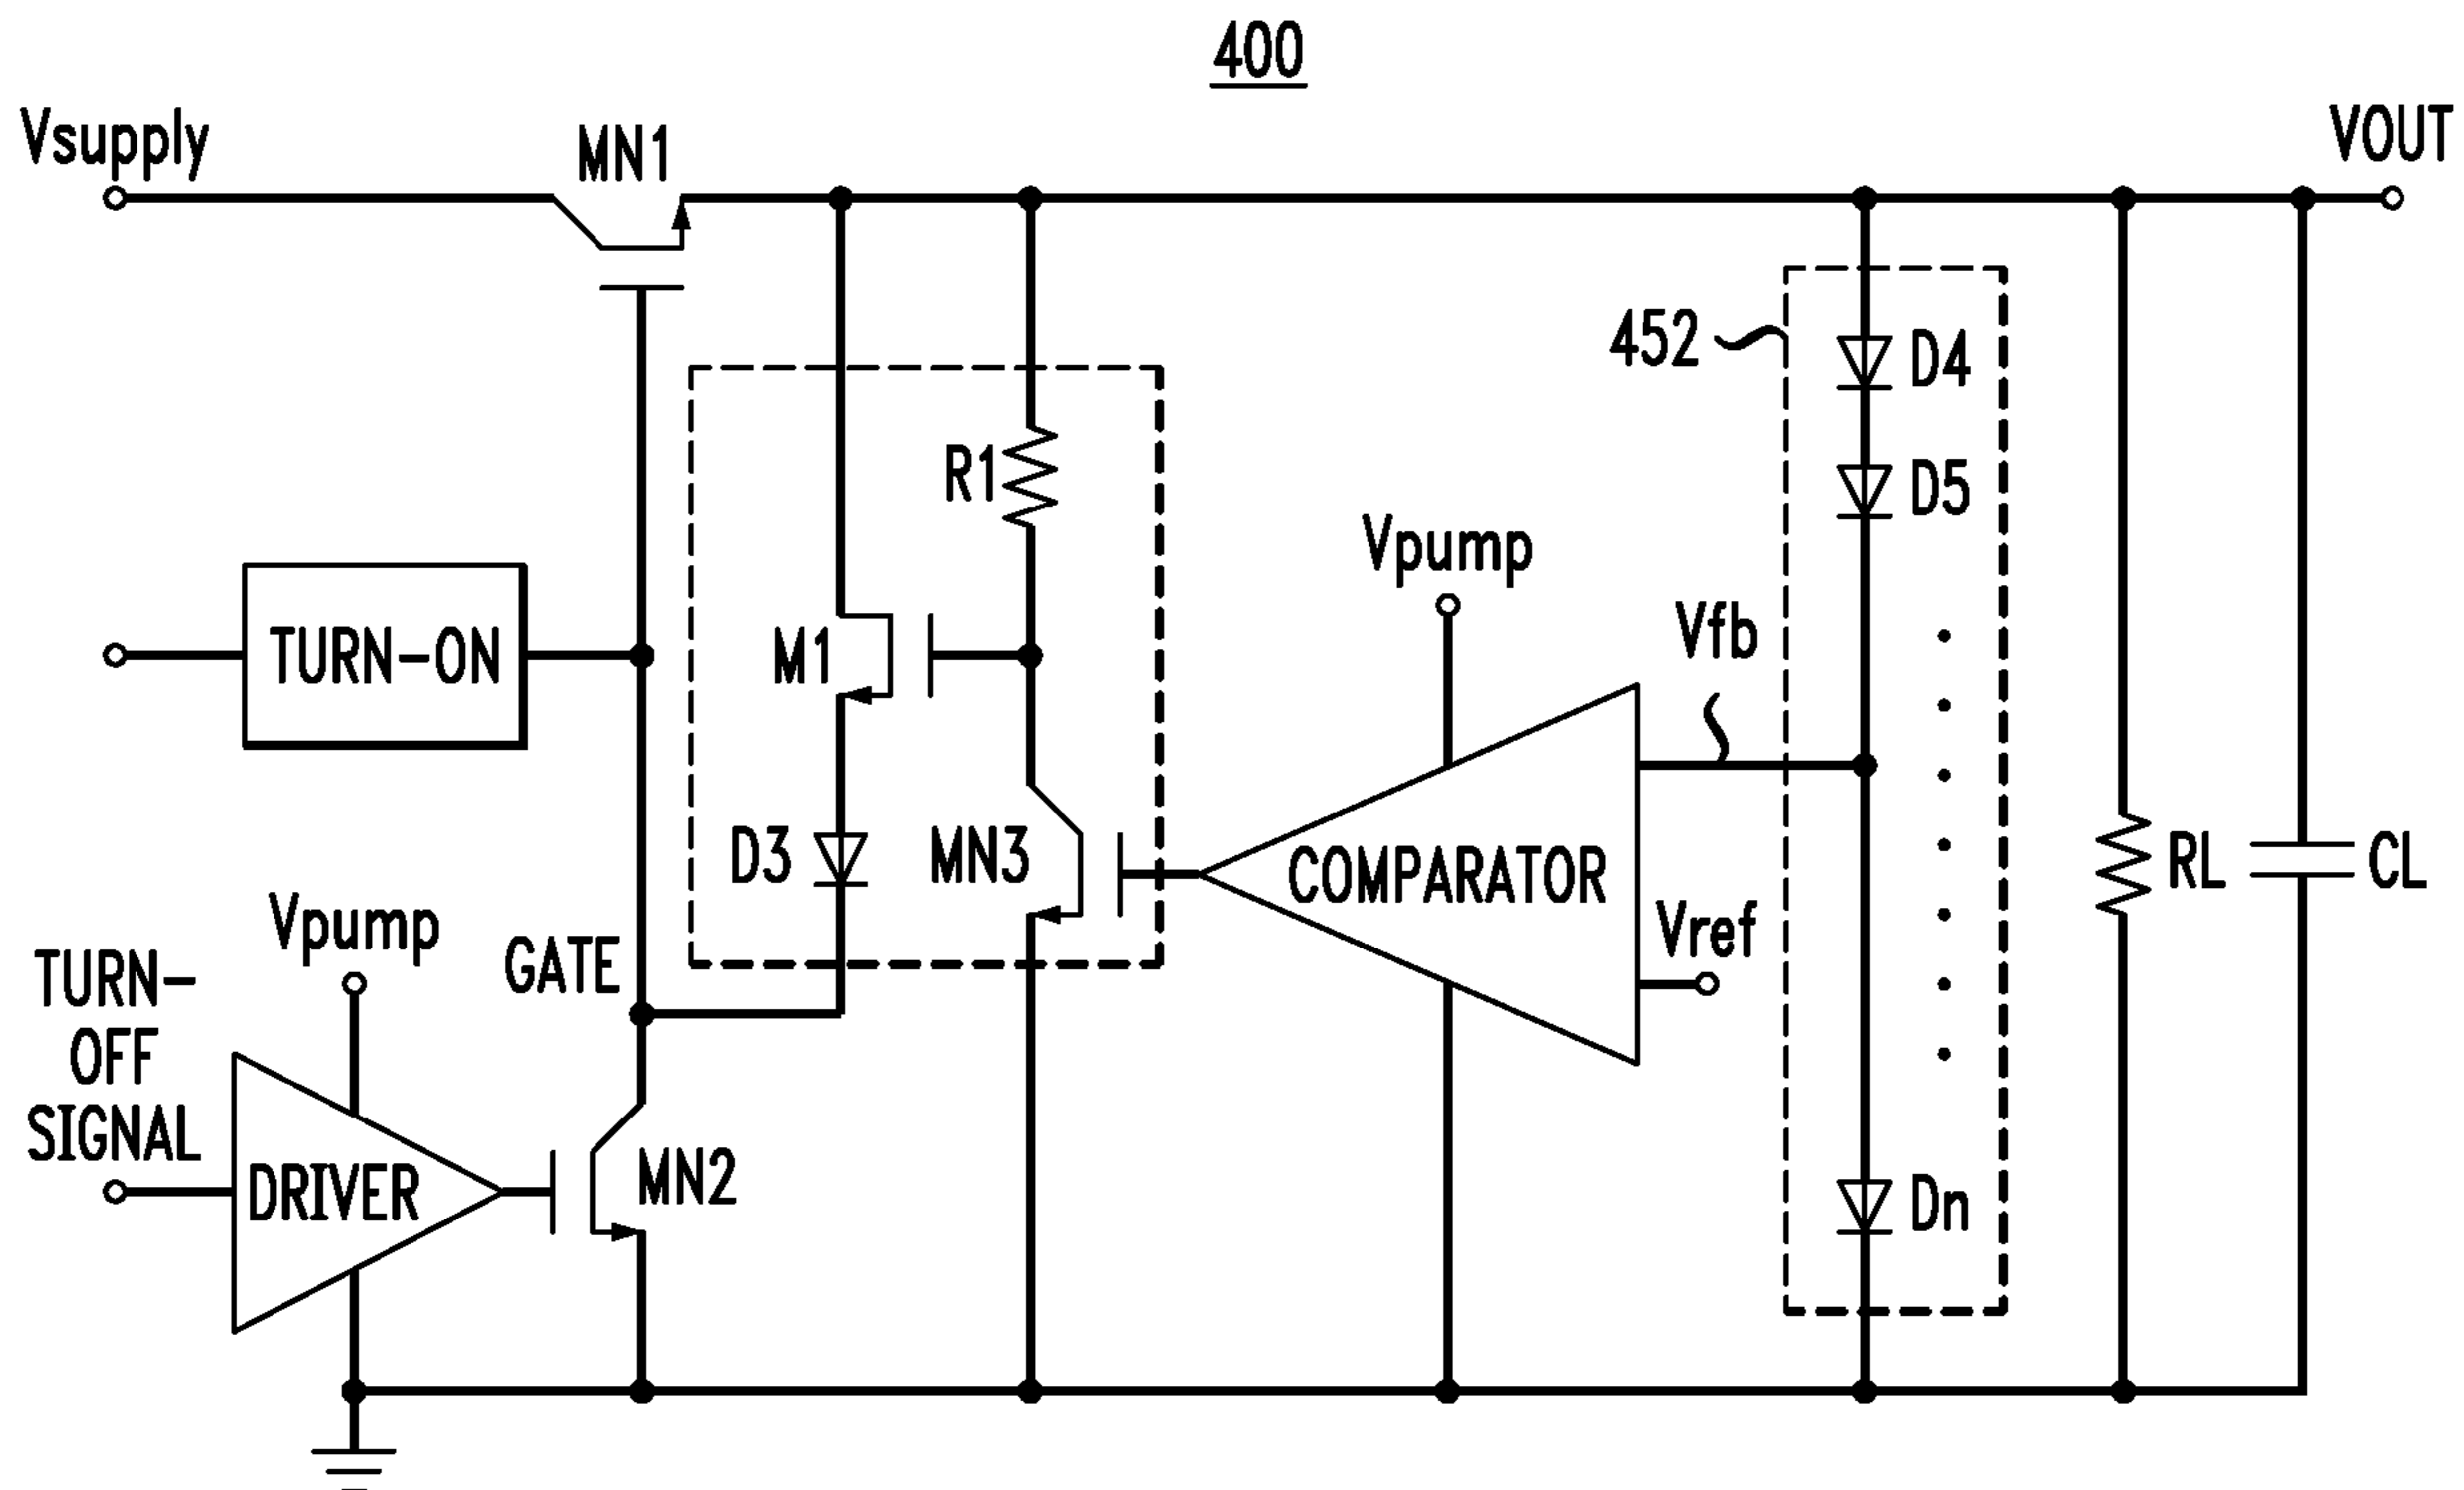 400
Vsupply
MN1
VOUT
452
D4
R1
D5
Vpump
TURN-ON
M1
Vfb
D3
MN3
COMPARATOR
RL
CL
Vpump
GATE
Vref
TURN-
OFF
SIGNAL
DRIVER
MN2
Dn